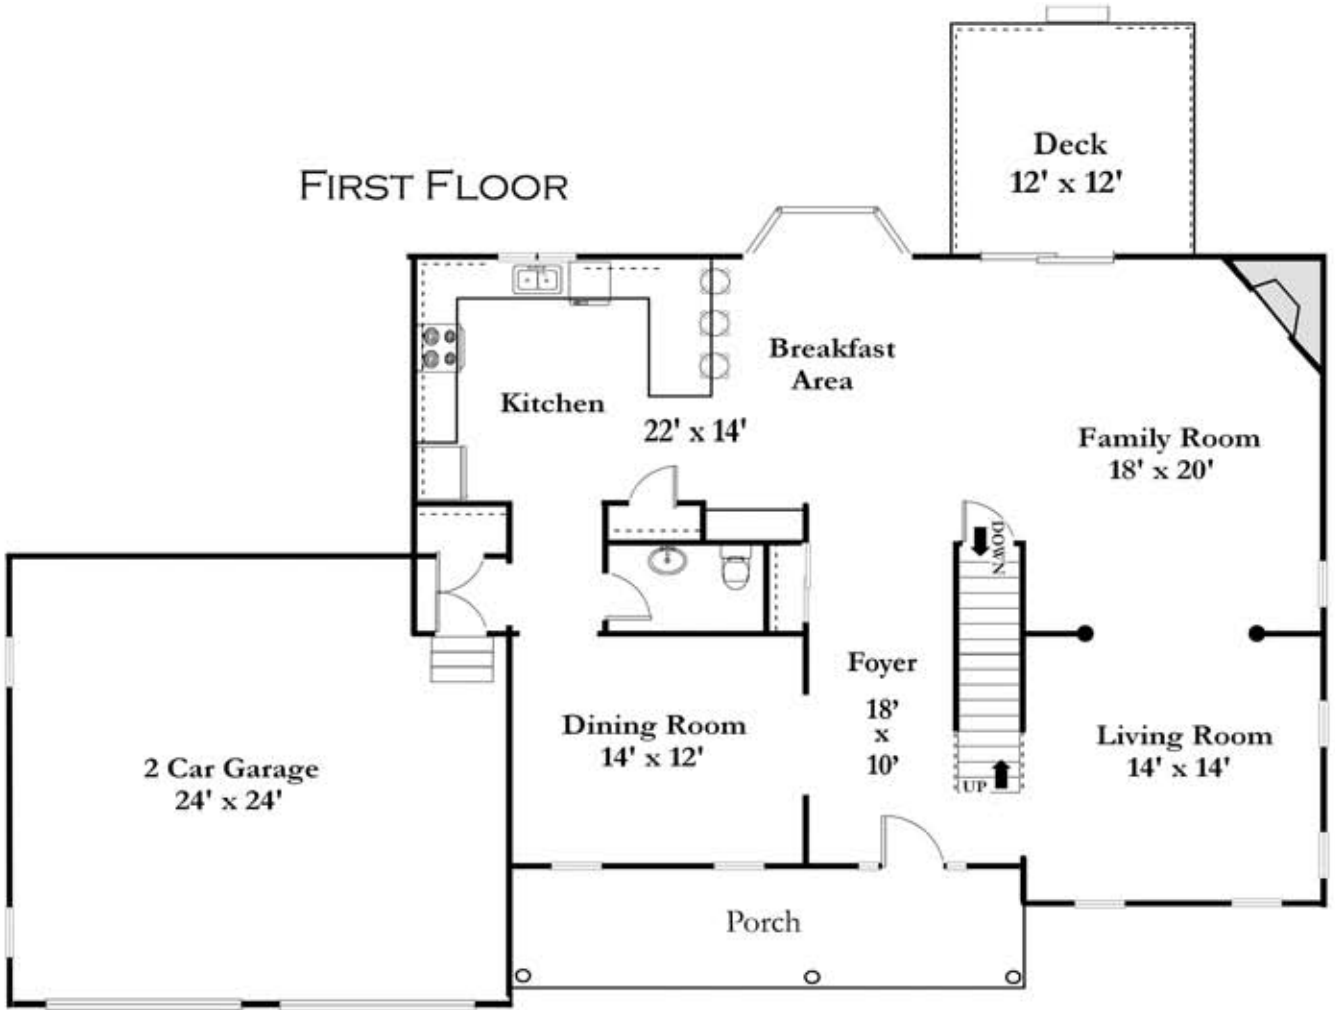 FIRST FLOOR
Deck
12' x 12'
Breakfast
Area
Kitchen
22' x 14'
Family Room
18' x 20'
DOWN
Foyer
18'
x
10'
UP
Dining Room
14' x 12'
Living Room
14' x 14'
2 Car Garage
24' x 24'
Porch